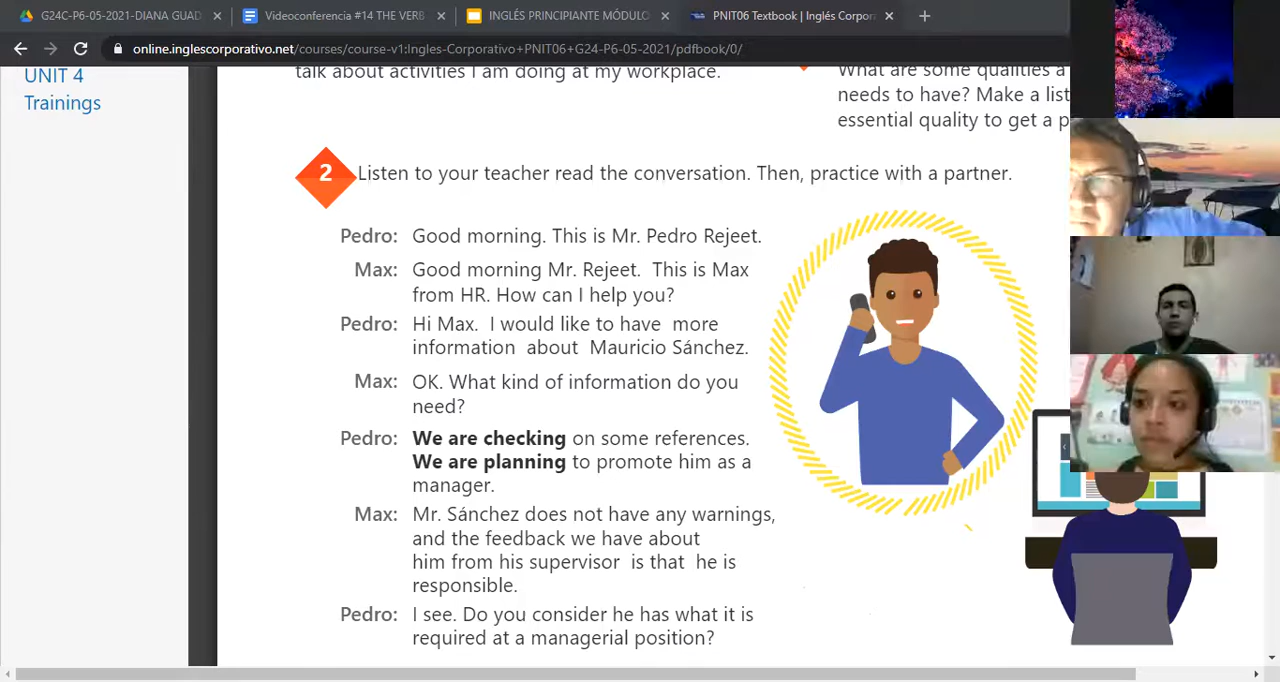 G24C-P6-05-2021-DIANA GUAD
Videoconferencia #14 THE VERB
INGLÉS PRINCIPIANTE MÓDULO
PNIT06 Textbook | Inglés Corpor
online.inglescorporativo.net/courses/course-v1:Ingles-Corporativo+PNIT06+G24-P6-05-2021/pdfbook/0/
UNIT 4
Trainings
talk about activities I am doing at my workplace.
What are some qualities a
needs to have? Make a list
essential quality to get a p
2
Listen to your teacher read the conversation. Then, practice with a partner.
Pedro: Good morning. This is Mr. Pedro Rejeet.
Max: Good morning Mr. Rejeet. This is Max
from HR. How can I help you?
Pedro: Hi Max. I would like to have more
information about Mauricio Sánchez.
Max: OK. What kind of information do you
need?
Pedro: We are checking on some references.
We are planning to promote him as a
manager.
Max: Mr. Sánchez does not have any warnings,
and the feedback we have about
him from his supervisor is that he is
responsible.
Pedro: I see. Do you consider he has what it is
required at a managerial position?